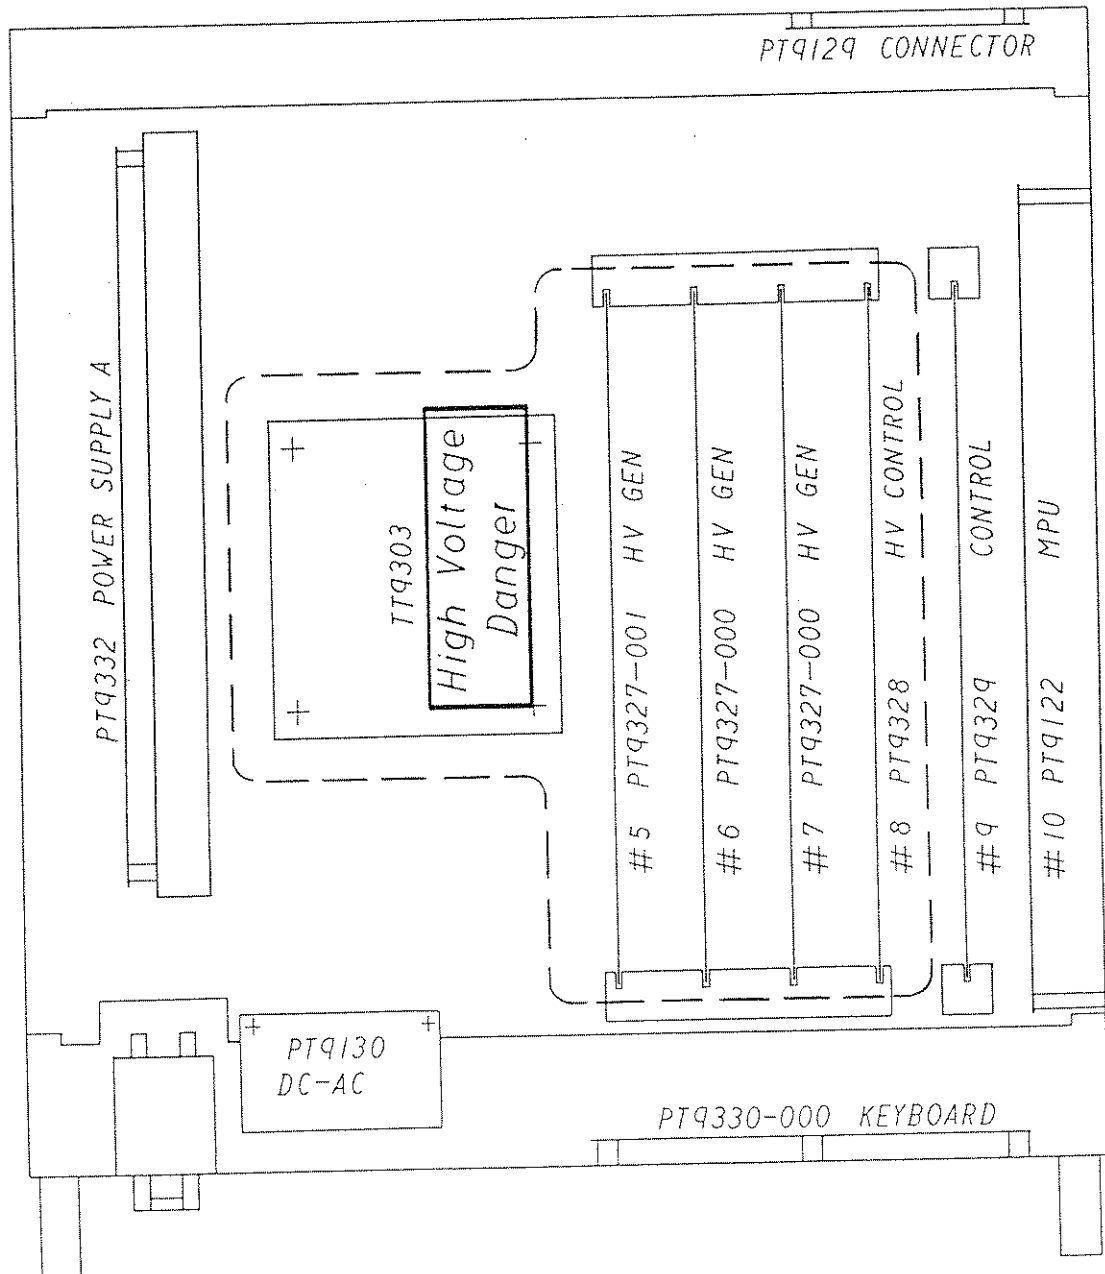 PT9129 CONNECTOR
PT9332 POWER SUPPLY A
TT9303
High Voltage
Danger
#5 PT9327-001 HV GEN
#6 PT9327-000 HV GEN
#7 PT9327-000 HV GEN
#8 PT9328 HV CONTROL
#9 PT9329 CONTROL
#10 PT9122 MPU
PT9130
DC-AC
PT9330-000 KEYBOARD